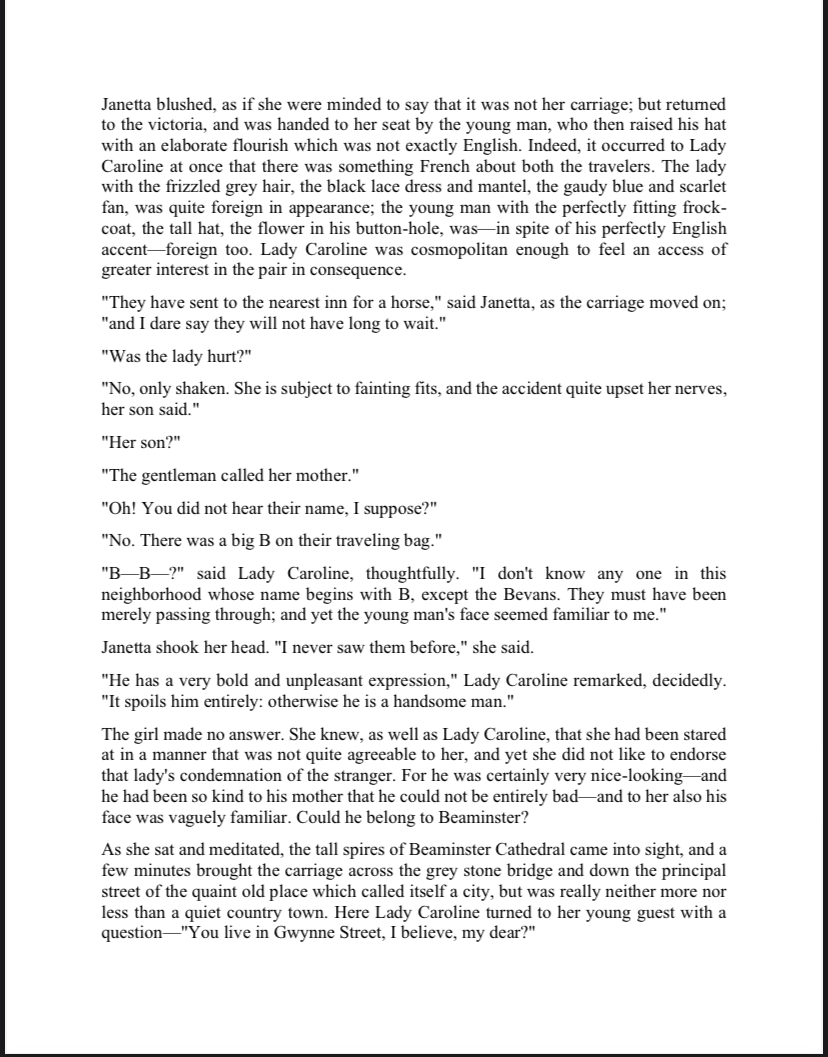 Janetta blushed, as if she were minded to say that it was not her carriage; but returned
to the victoria, and was handed to her seat by the young man, who then raised his hat
with an elaborate flourish which was not exactly English. Indeed, it occurred to Lady
Caroline at once that there was something French about both the travelers. The lady
with the frizzled grey hair, the black lace dress and mantel, the gaudy blue and scarlet
fan, was quite foreign in appearance; the young man with the perfectly fitting frock-
coat, the tall hat, the flower in his button-hole, was—in spite of his perfectly English
accent—foreign too. Lady Caroline was cosmopolitan enough to feel an access of
greater interest in the pair in consequence.
"They have sent to the nearest inn for a horse," said Janetta, as the carriage moved on;
"and I dare say they will not have long to wait."
"Was the lady hurt?"
"No, only shaken. She is subject to fainting fits, and the accident quite upset her nerves,
her son said."
"Her son?"
"The gentleman called her mother."
"Oh! You did not hear their name, I suppose?"
"No. There was a big B on their traveling bag."
"B—B—?" said Lady Caroline, thoughtfully. "I don't know any one in this
neighborhood whose name begins with B, except the Bevans. They must have been
merely passing through; and yet the young man's face seemed familiar to me."
Janetta shook her head. "I never saw them before," she said.
"He has a very bold and unpleasant expression," Lady Caroline remarked, decidedly.
"It spoils him entirely: otherwise he is a handsome man."
The girl made no answer. She knew, as well as Lady Caroline, that she had been stared
at in a manner that was not quite agreeable to her, and yet she did not like to endorse
that lady's condemnation of the stranger. For he was certainly very nice-looking—and
he had been so kind to his mother that he could not be entirely bad—and to her also his
face was vaguely familiar. Could he belong to Beaminster?
As she sat and meditated, the tall spires of Beaminster Cathedral came into sight, and a
few minutes brought the carriage across the grey stone bridge and down the principal
street of the quaint old place which called itself a city, but was really neither more nor
less than a quiet country town. Here Lady Caroline turned to her young guest with a
question—"You live in Gwynne Street, I believe, my dear?"